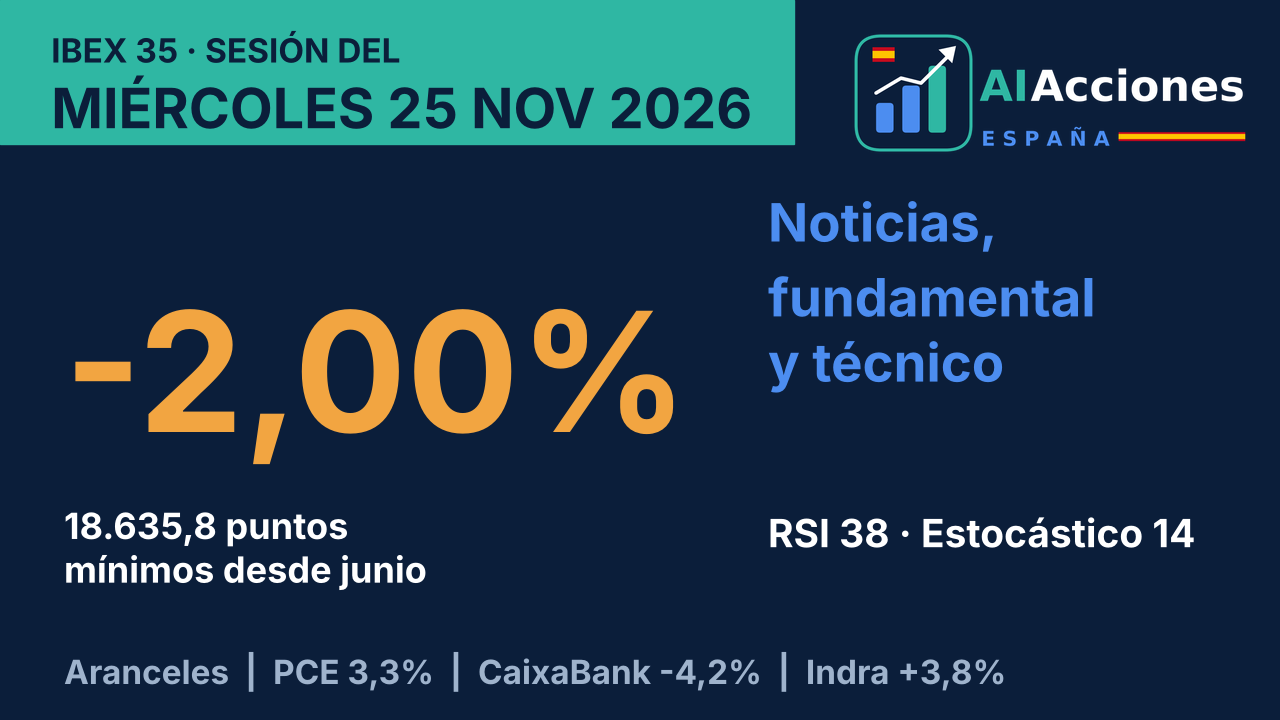 IBEX 35 · SESIÓN DEL
MIÉRCOLES 25 NOV 2026
AIAcciones
ESPAÑA
Noticias,
fundamental
y técnico
-2,00%
18.635,8 puntos
mínimos desde junio
RSI 38 · Estocástico 14
Aranceles | PCE 3,3% | CaixaBank -4,2% | Indra +3,8%